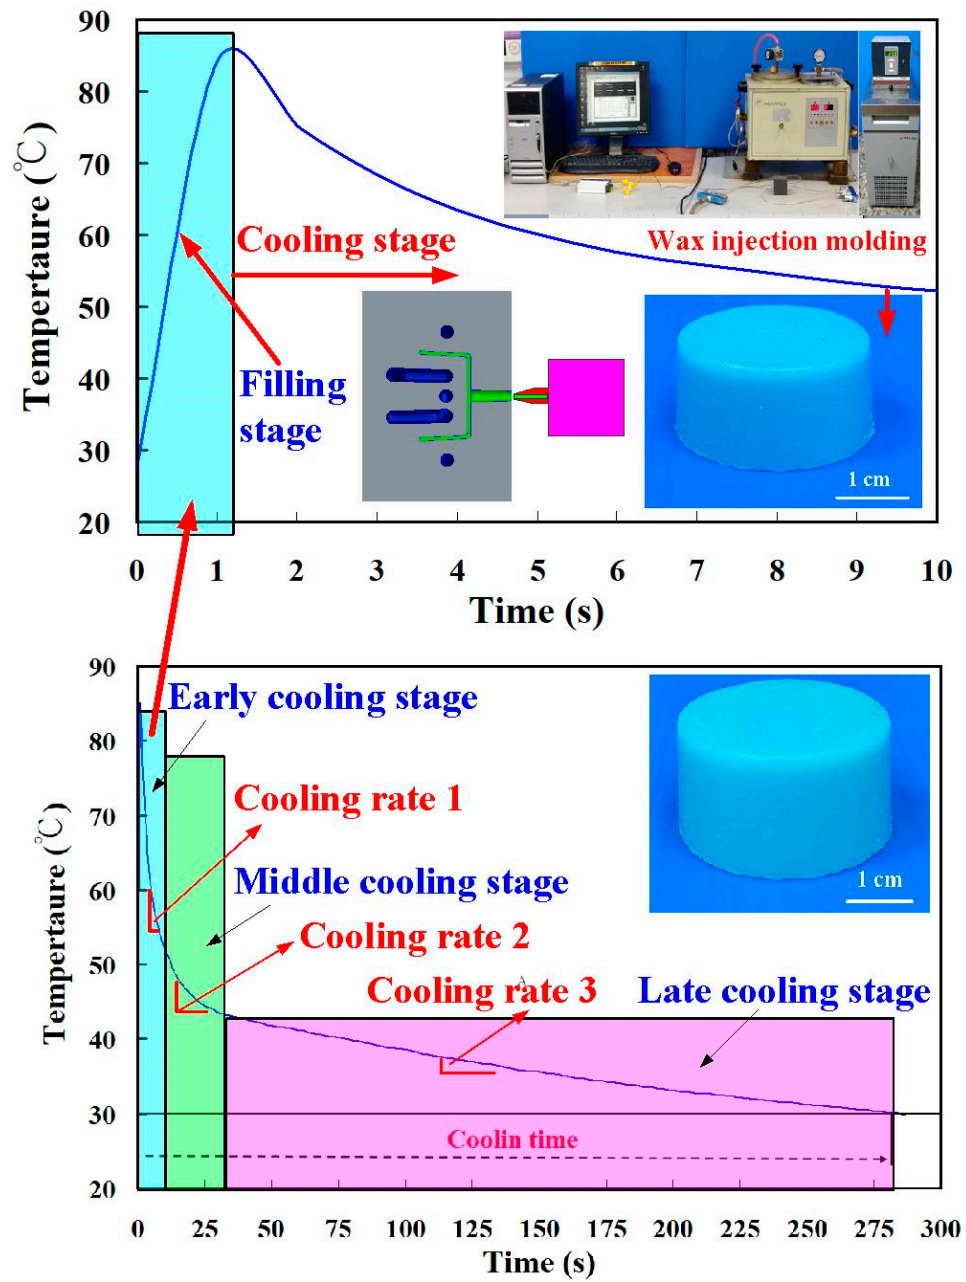 90
80
70
60
50
40
30
20
Tempertaure (℃)
Cooling stage
Filling
stage
Wax injection molding
1 cm
0 1 2 3 4 5 6 7 8 9 10
Time (s)
90
80
70
60
50
40
30
20
Tempertaure (℃)
Early cooling stage
Cooling rate 1
Middle cooling stage
Cooling rate 2
A
Cooling rate 3
Late cooling stage
1 cm
Coolin time
0 25 50 75 100 125 150 175 200 225 250 275 300
Time (s)